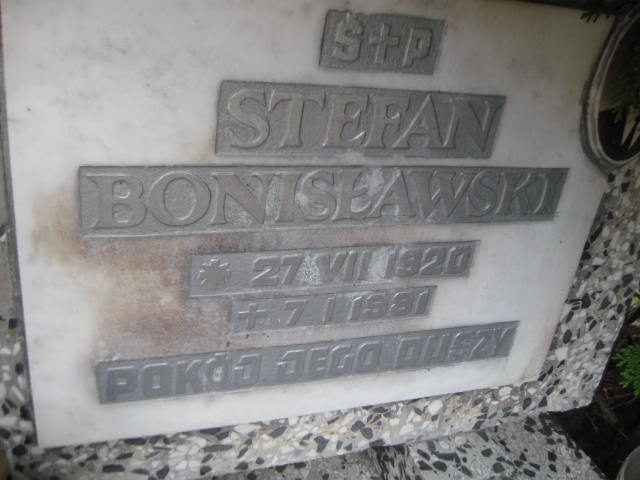 Ś+P
STEFAN
BONISŁAWSKI
* 27 VII 1920
+ 7 I 1981
POKÓJ JEGO DUSZY